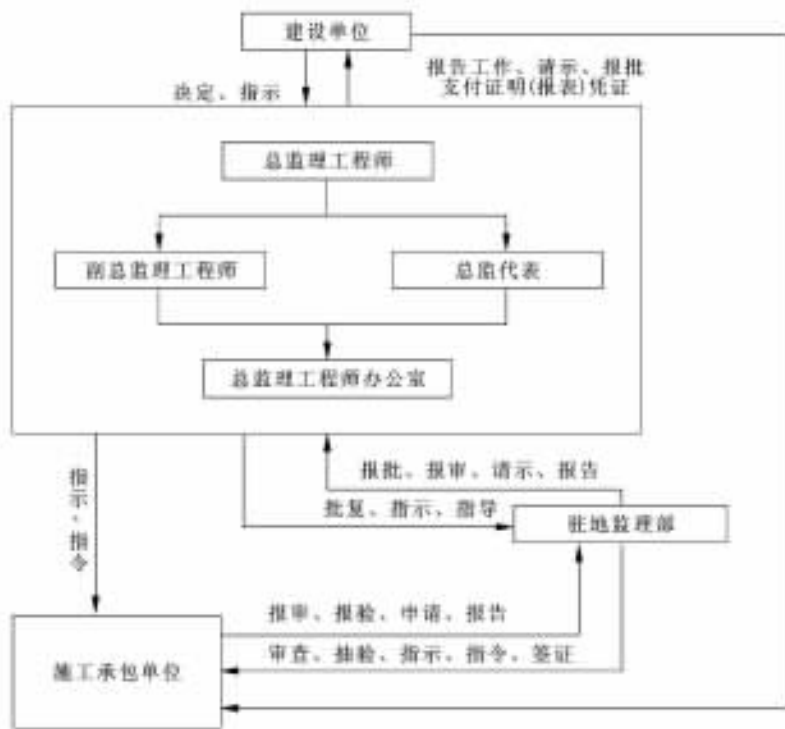 建设单位
报告工作、请示、报批
支付证明(报表)凭证
决定、指示
总监理工程师
副总监理工程师
总监代表
总监理工程师办公室
报批、报审、请示、报告
批复、指示、指导
驻地监理部
指示、指令
报审、报验、申请、报告
审查、抽验、指示、指令、签证
施工承包单位